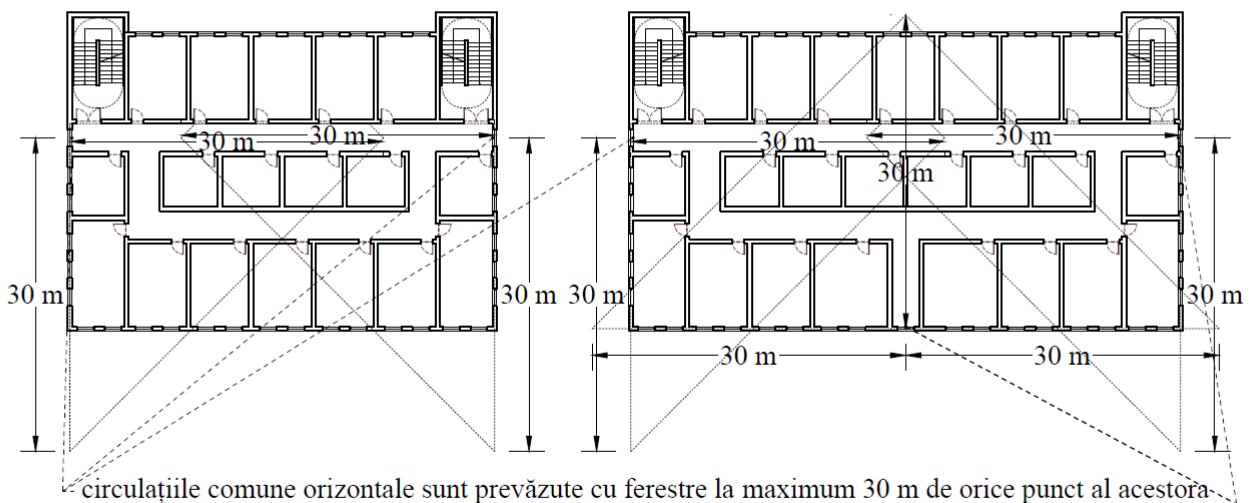 30 m 30 m 30 m
30 m 30 m
30 m 30 m 30 m 30 m
30 m 30 m
circulațiile comune orizontale sunt prevăzute cu ferestre la maximum 30 m de orice punct al acestora